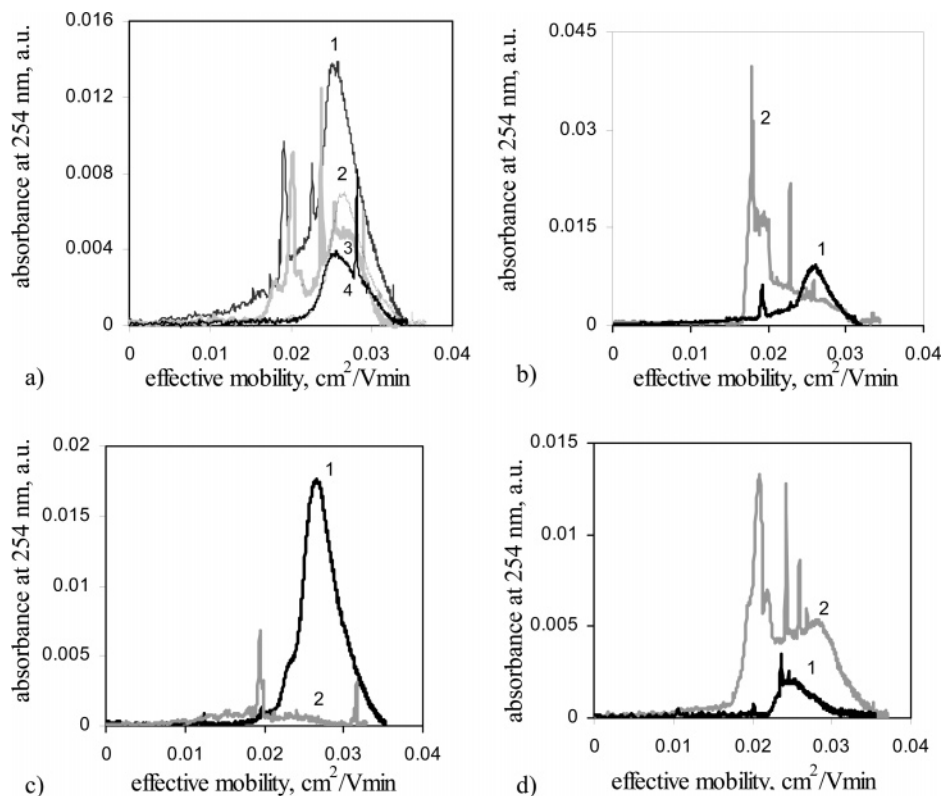 absorbance at 254 nm, a.u.
0.016
0.012
0.008
0.004
0
1
2
3
4
0 0.01 0.02 0.03 0.04
a) effective mobility, cm²/Vmin
absorbance at 254 nm, a.u.
0.045
0.03
0.015
0
2
1
0 0.01 0.02 0.03 0.04
b) effective mobility, cm²/Vmin
absorbance at 254 nm, a.u.
0.02
0.015
0.01
0.005
0
1
2
0 0.01 0.02 0.03 0.04
c) effective mobility, cm²/Vmin
absorbance at 254 nm, a.u.
0.015
0.01
0.005
0
2
1
0 0.01 0.02 0.03 0.04
d) effective mobility, cm²/Vmin